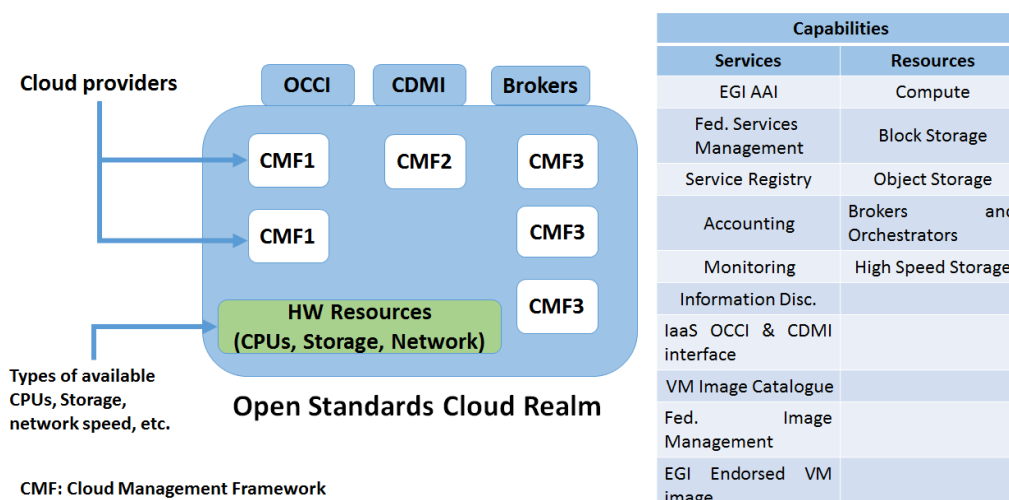 Cloud providers
OCCI
CDMI
Brokers
CMF1
CMF2
CMF3
CMF1
CMF3
CMF3
HW Resources
(CPUs, Storage, Network)
Types of available
CPUs, Storage,
network speed, etc.
Open Standards Cloud Realm
CMF: Cloud Management Framework
Capabilities
Services Resources
EGI AAI Compute
Fed. Services
Management
Block Storage
Service Registry Object Storage
Accounting
Brokers and
Orchestrators
Monitoring High Speed Storage
Information Disc.
IaaS OCCI & CDMI
interface
VM Image Catalogue
Fed. Image
Management
EGI Endorsed VM
image